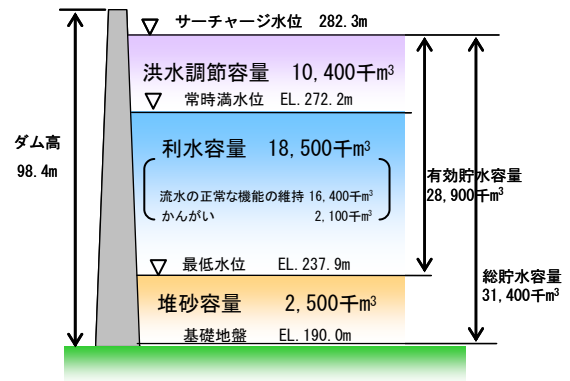 サーチャージ水位 282.3m
洪水調節容量 10,400千m³
常時満水位 EL.272.2m
ダム高
98.4m
利水容量 18,500千m³
流水の正常な機能の維持 16,400千m³
かんがい 2,100千m³
有効貯水容量
28,900千m³
最低水位 EL.237.9m
総貯水容量
31,400千m³
堆砂容量 2,500千m³
基礎地盤 EL.190.0m